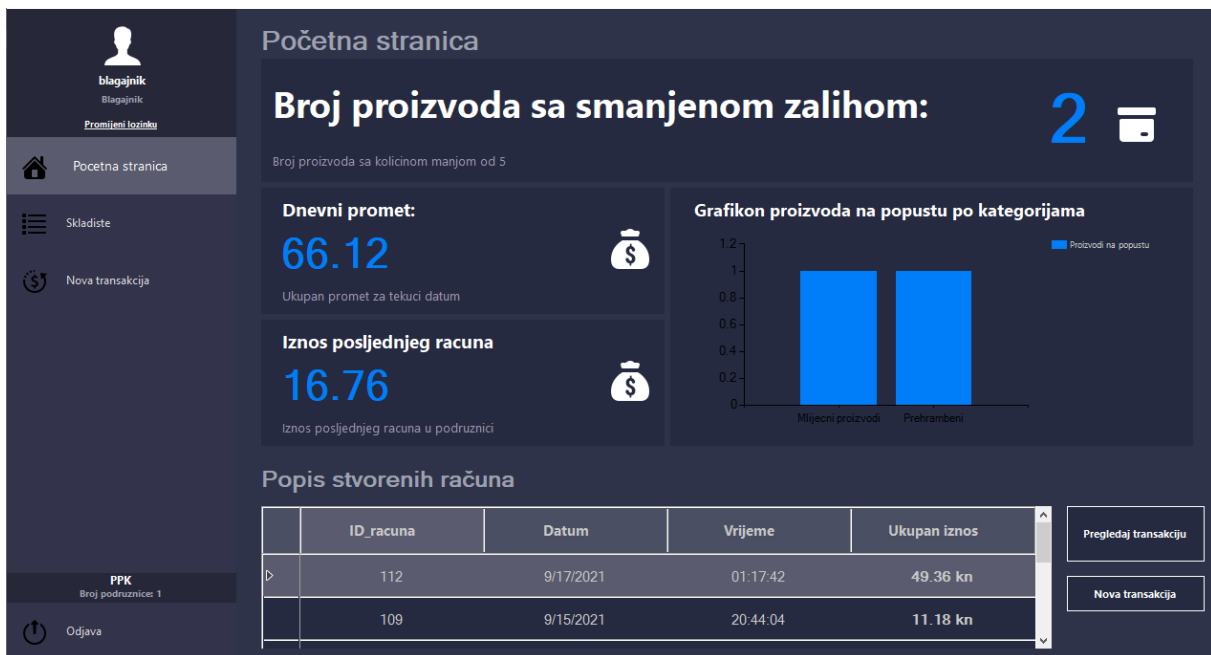 blagajnik
Blagajnik
Promijeni lozinku
Pocetna stranica
Skladiste
Nova transakcija
PPK
Broj podruznice: 1
Odjava
Početna stranica
Broj proizvoda sa smanjenom zalihom:
2
Broj proizvoda sa kolicinom manjom od 5
Dnevni promet:
66.12
$
Ukupan promet za tekuci datum
Iznos posljednjeg racuna
16.76
$
Iznos posljednjeg racuna u podruznici
Grafikon proizvoda na popustu po kategorijama
Proizvodi na popustu
1.2
1
0.8
0.6
0.4
0.2
0
Mlijecni proizvodi Prehrambeni
Popis stvorenih računa
ID_racuna Datum Vrijeme Ukupan iznos
112 9/17/2021 01:17:42 49.36 kn
109 9/15/2021 20:44:04 11.18 kn
Pregledaj transakciju
Nova transakcija